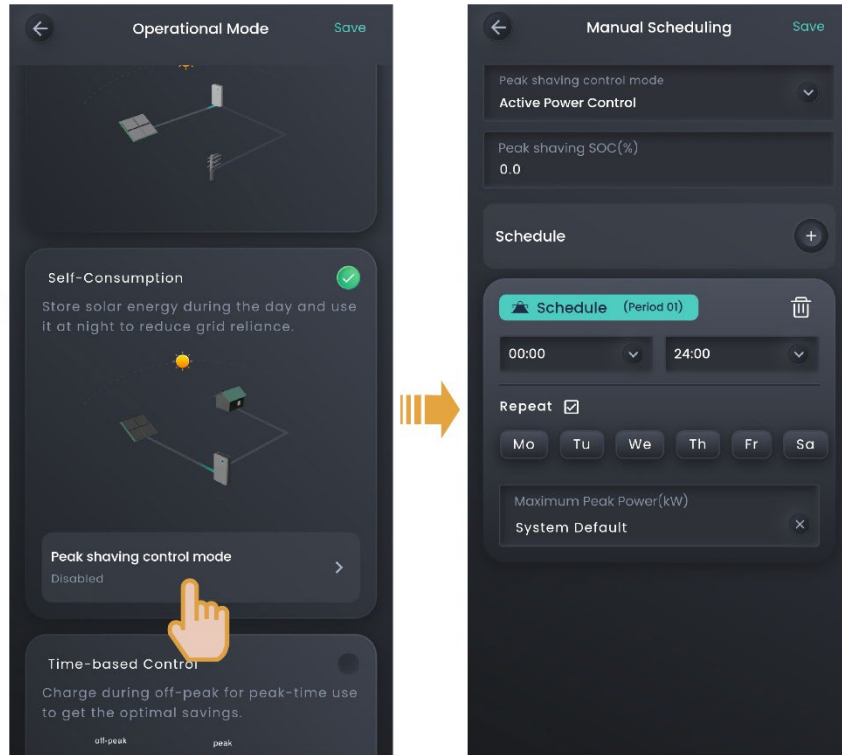 Operational Mode
Save
Self-Consumption
Store solar energy during the day and use
it at night to reduce grid reliance.
Peak shaving control mode
Disabled
Time-based Control
Charge during off-peak for peak-time use
to get the optimal savings.
off-peak
peak
Manual Scheduling
Save
Peak shaving control mode
Active Power Control
Peak shaving SOC(%)
0.0
Schedule
Schedule (Period 01)
00:00
24:00
Repeat
Mo Tu We Th Fr Sa
Maximum Peak Power(kW)
System Default